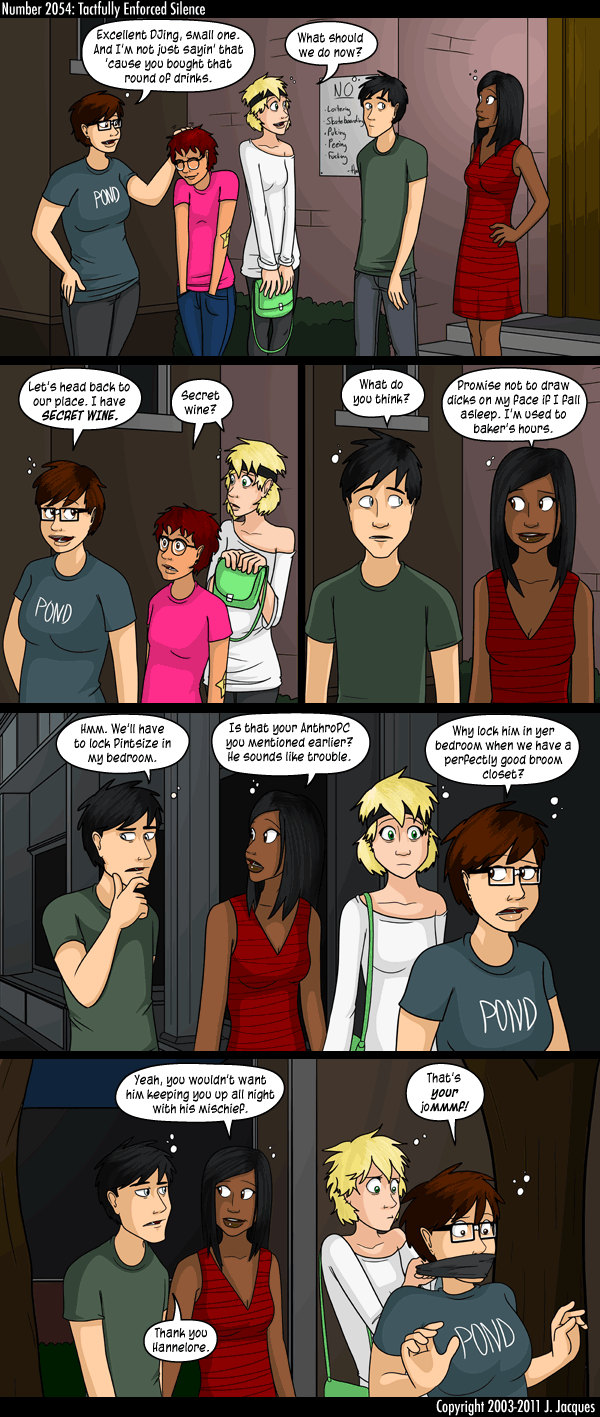 Number 2054: Tactfully Enforced Silence
Excellent DJing, small one.
And I'm not just sayin' that
'cause you bought that
round of drinks.
What should
we do now?
NO
- Loitering
- Skateboarding
- Puking
- Peeing
- Fucking
POND
Let's head back to
our place. I have
SECRET WINE.
Secret
wine?
POND
What do
you think?
Promise not to draw
dicks on my face if I fall
asleep. I'm used to
baker's hours.
Hmm. We'll have
to lock Pintsize in
my bedroom.
Is that your AnthroPC
you mentioned earlier?
He sounds like trouble.
Why lock him in yer
bedroom when we have a
perfectly good broom
closet?
POND
Yeah, you wouldn't want
him keeping you up all night
with his mischief.
That's
your
jommmf!
Thank you
Hannelore.
POND
Copyright 2003-2011 J. Jacques